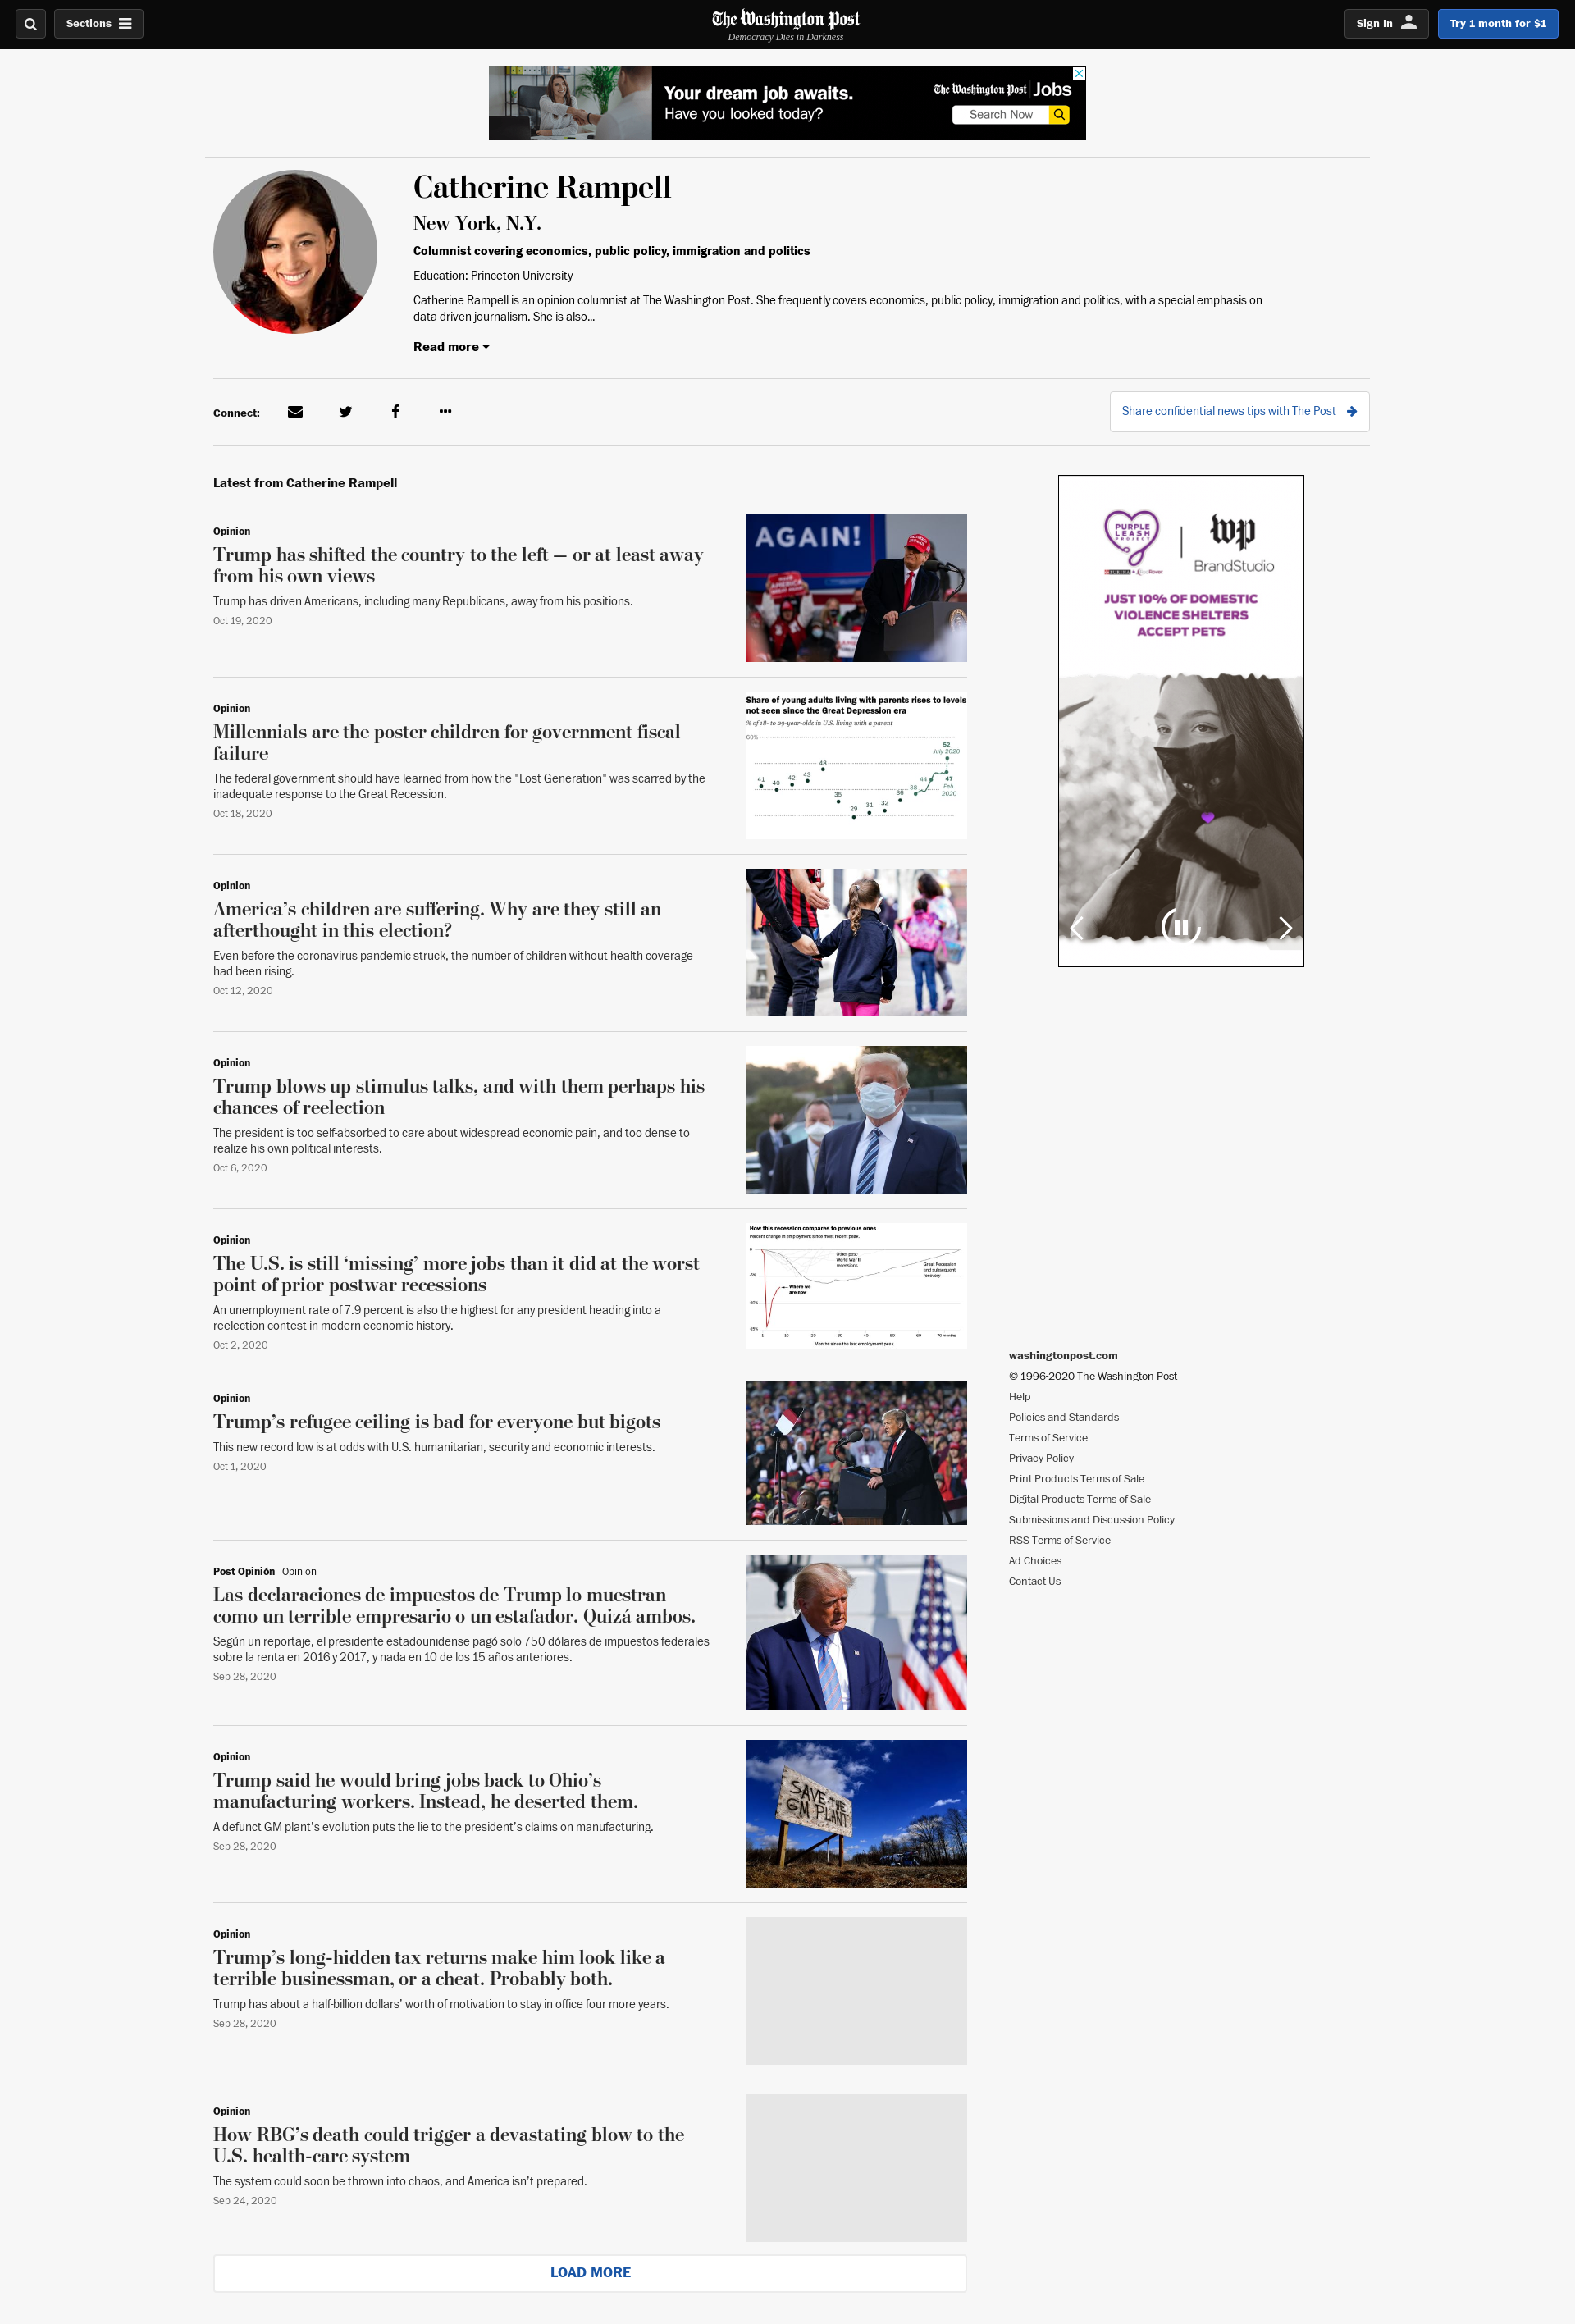 Sections
The Washington Post
Democracy Dies in Darkness
Sign In
Try 1 month for $1
Your dream job awaits.
Have you looked today?
The Washington Post Jobs
Search Now
Catherine Rampell
New York, N.Y.
Columnist covering economics, public policy, immigration and politics
Education: Princeton University
Catherine Rampell is an opinion columnist at The Washington Post. She frequently covers economics, public policy, immigration and politics, with a special emphasis on
data-driven journalism. She is also...
Read more
Connect:
Share confidential news tips with The Post
Latest from Catherine Rampell
Opinion
Trump has shifted the country to the left — or at least away
from his own views
Trump has driven Americans, including many Republicans, away from his positions.
Oct 19, 2020
AGAIN!
Opinion
Millennials are the poster children for government fiscal
failure
The federal government should have learned from how the "Lost Generation" was scarred by the
inadequate response to the Great Recession.
Oct 18, 2020
Share of young adults living with parents rises to levels
not seen since the Great Depression era
% of 18- to 29-year-olds in U.S. living with a parent
60%
52
July 2020
48
41
40
42
43
35
29
31
32
36
38
44
47
Feb.
2020
Opinion
America’s children are suffering. Why are they still an
afterthought in this election?
Even before the coronavirus pandemic struck, the number of children without health coverage
had been rising.
Oct 12, 2020
Opinion
Trump blows up stimulus talks, and with them perhaps his
chances of reelection
The president is too self-absorbed to care about widespread economic pain, and too dense to
realize his own political interests.
Oct 6, 2020
Opinion
The U.S. is still ‘missing’ more jobs than it did at the worst
point of prior postwar recessions
An unemployment rate of 7.9 percent is also the highest for any president heading into a
reelection contest in modern economic history.
Oct 2, 2020
How this recession compares to previous ones
Percent change in employment since most recent peak.
0
Other post
World War II
recessions
Great Recession
and subsequent
recovery
-5%
Where we
are now
-10%
-15%
1 10 20 30 40 50 60 70 months
Months since the last employment peak
Opinion
Trump’s refugee ceiling is bad for everyone but bigots
This new record low is at odds with U.S. humanitarian, security and economic interests.
Oct 1, 2020
Post Opinión Opinion
Las declaraciones de impuestos de Trump lo muestran
como un terrible empresario o un estafador. Quizá ambos.
Según un reportaje, el presidente estadounidense pagó solo 750 dólares de impuestos federales
sobre la renta en 2016 y 2017, y nada en 10 de los 15 años anteriores.
Sep 28, 2020
Opinion
Trump said he would bring jobs back to Ohio’s
manufacturing workers. Instead, he deserted them.
A defunct GM plant’s evolution puts the lie to the president’s claims on manufacturing.
Sep 28, 2020
SAVE THE
GM PLANT
Opinion
Trump’s long-hidden tax returns make him look like a
terrible businessman, or a cheat. Probably both.
Trump has about a half-billion dollars’ worth of motivation to stay in office four more years.
Sep 28, 2020
Opinion
How RBG’s death could trigger a devastating blow to the
U.S. health-care system
The system could soon be thrown into chaos, and America isn’t prepared.
Sep 24, 2020
LOAD MORE
PURPLE
LEASH
PROJECT
PURINA
wp
BrandStudio
JUST 10% OF DOMESTIC
VIOLENCE SHELTERS
ACCEPT PETS
washingtonpost.com
© 1996-2020 The Washington Post
Help
Policies and Standards
Terms of Service
Privacy Policy
Print Products Terms of Sale
Digital Products Terms of Sale
Submissions and Discussion Policy
RSS Terms of Service
Ad Choices
Contact Us